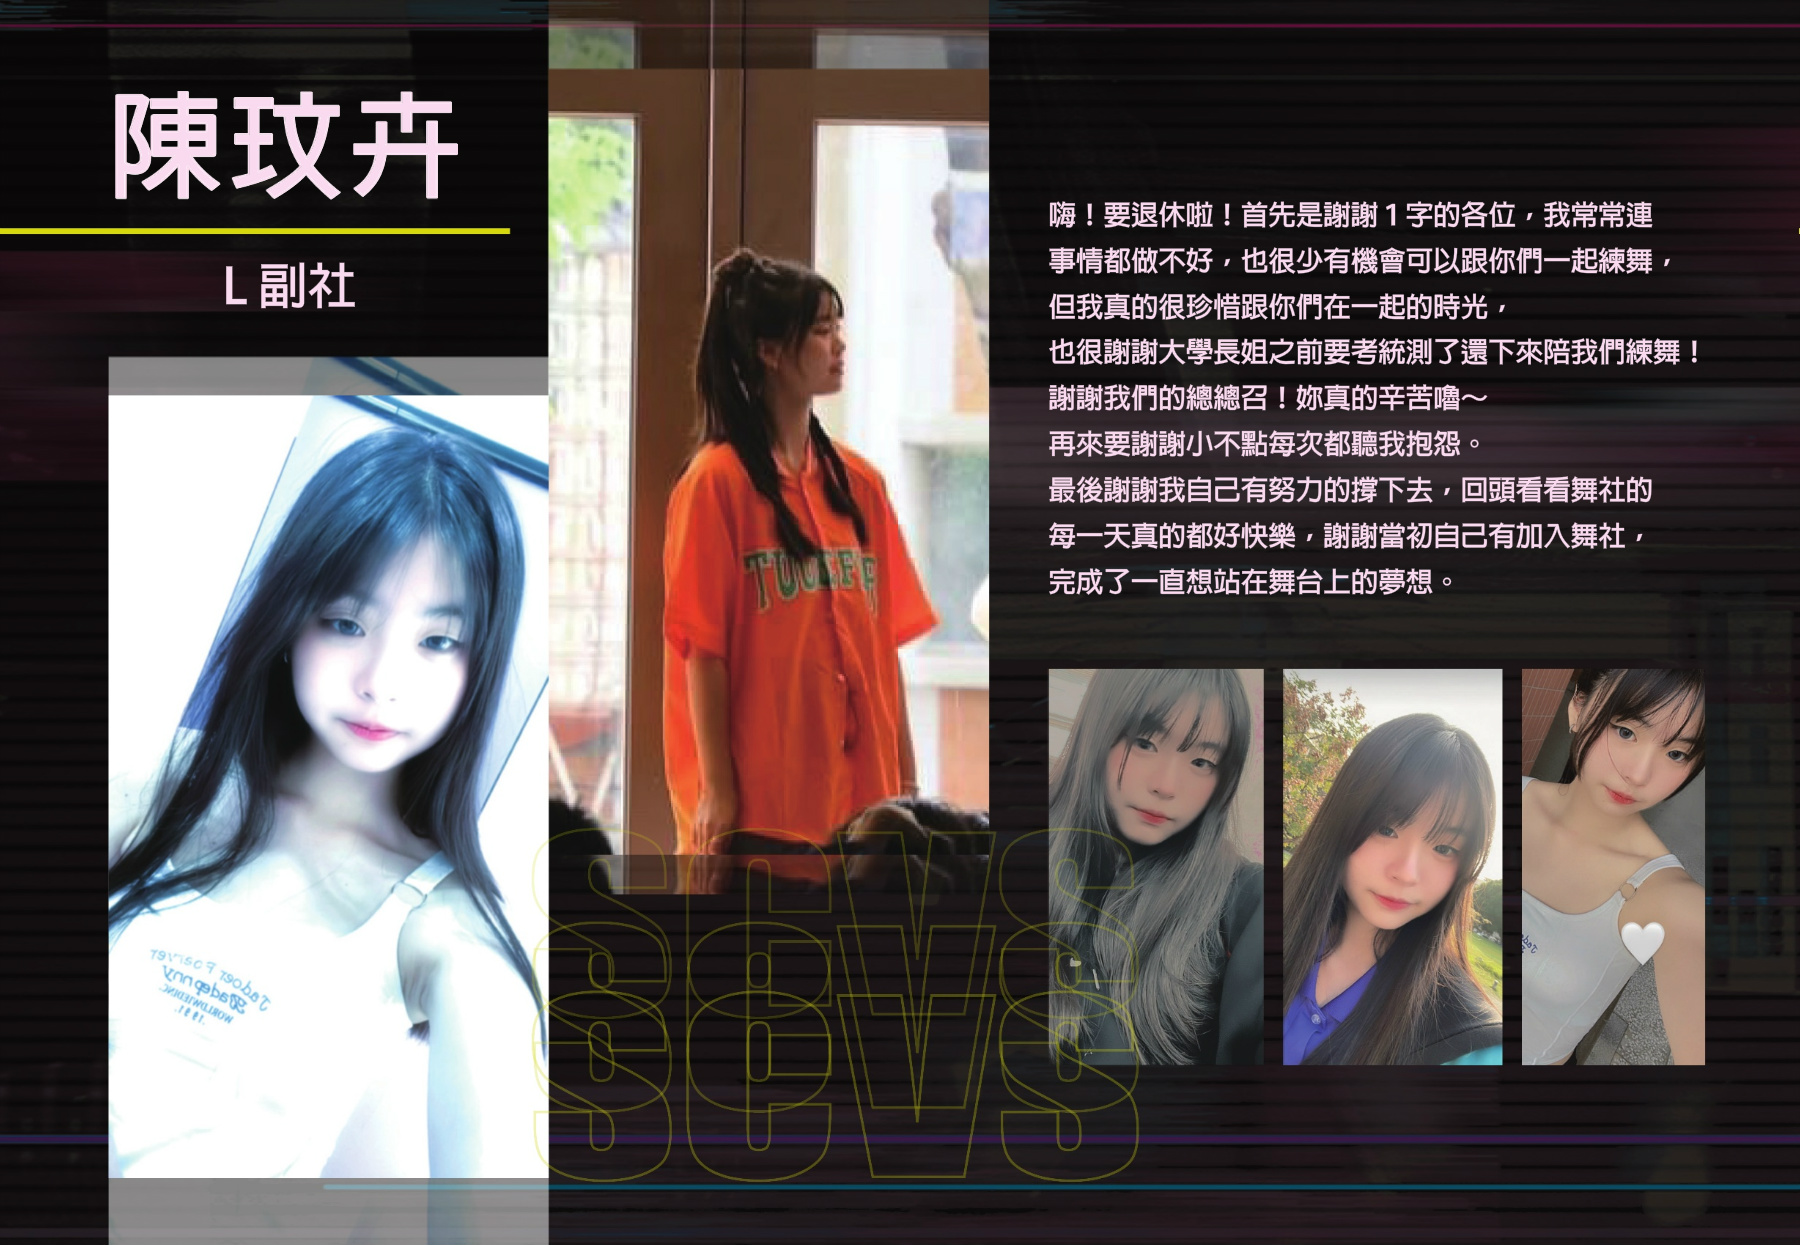 陳玟卉
L 副社
嗨！要退休啦！首先是謝謝1字的各位，我常常連
事情都做不好，也很少有機會可以跟你們一起練舞，
但我真的很珍惜跟你們在一起的時光，
也很謝謝大學長姐之前要考統測了還下來陪我們練舞！
謝謝我們的總總召！妳真的辛苦嚕～
再來要謝謝小不點每次都聽我抱怨。
最後謝謝我自己有努力的撐下去，回頭看看舞社的
每一天真的都好快樂，謝謝當初自己有加入舞社，
完成了一直想站在舞台上的夢想。
SCVS
WORLDWIEDINC.